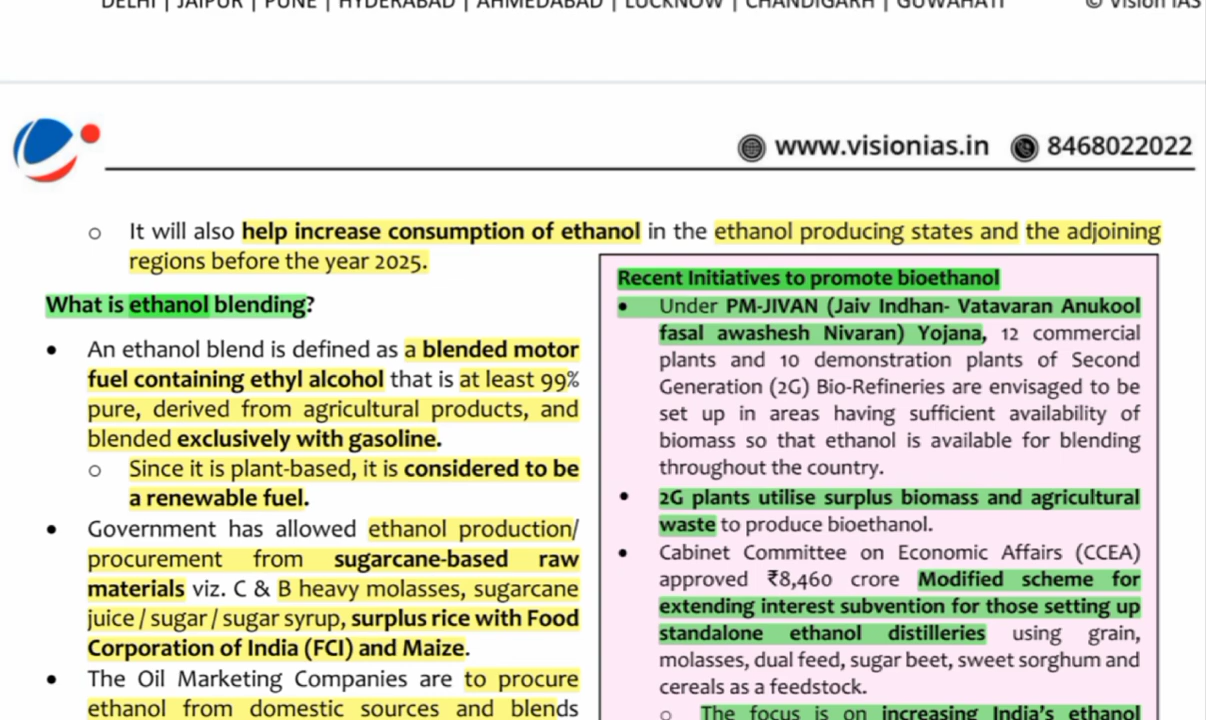 DELHI | JAIPUR | PUNE | HYDERABAD | AHMEDABAD | LUCKNOW | CHANDIGARH | GUWAHATI © Vision IAS
www.visionias.in 8468022022
o It will also help increase consumption of ethanol in the ethanol producing states and the adjoining
regions before the year 2025.
What is ethanol blending?
• An ethanol blend is defined as a blended motor
fuel containing ethyl alcohol that is at least 99%
pure, derived from agricultural products, and
blended exclusively with gasoline.
o Since it is plant-based, it is considered to be
a renewable fuel.
• Government has allowed ethanol production/
procurement from sugarcane-based raw
materials viz. C & B heavy molasses, sugarcane
juice / sugar / sugar syrup, surplus rice with Food
Corporation of India (FCI) and Maize.
• The Oil Marketing Companies are to procure
ethanol from domestic sources and blends
Recent Initiatives to promote bioethanol
• Under PM-JIVAN (Jaiv Indhan- Vatavaran Anukool
fasal awashesh Nivaran) Yojana, 12 commercial
plants and 10 demonstration plants of Second
Generation (2G) Bio-Refineries are envisaged to be
set up in areas having sufficient availability of
biomass so that ethanol is available for blending
throughout the country.
• 2G plants utilise surplus biomass and agricultural
waste to produce bioethanol.
• Cabinet Committee on Economic Affairs (CCEA)
approved ₹8,460 crore Modified scheme for
extending interest subvention for those setting up
standalone ethanol distilleries using grain,
molasses, dual feed, sugar beet, sweet sorghum and
cereals as a feedstock.
o The focus is on increasing India's ethanol